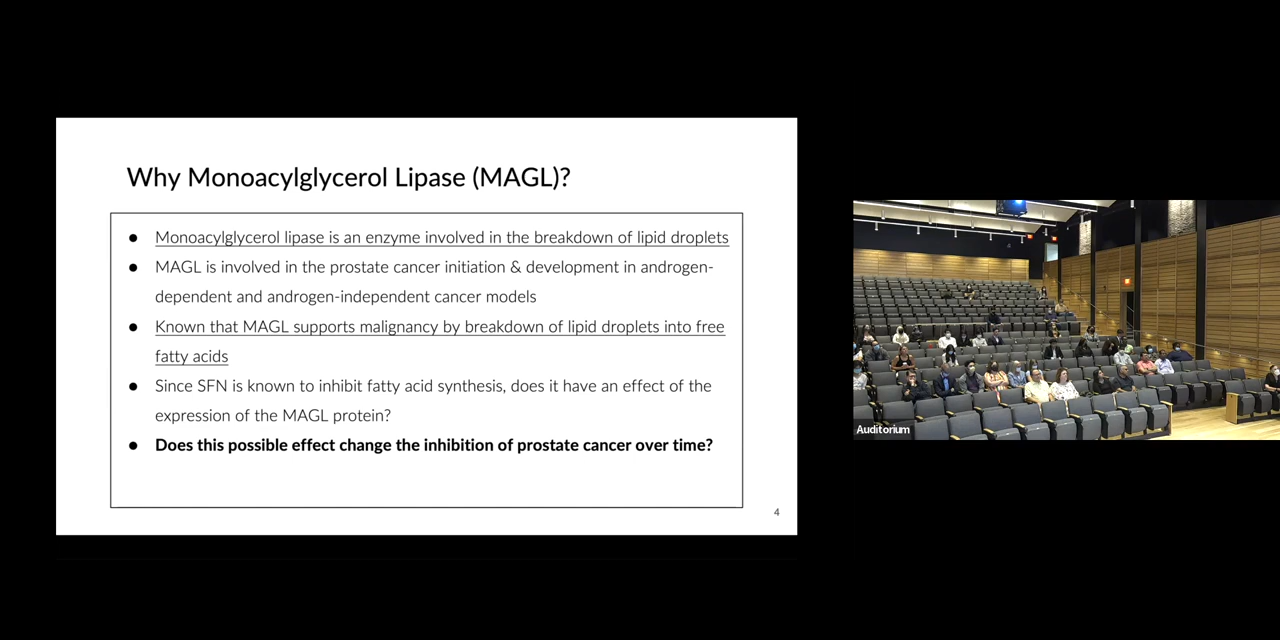 Why Monoacylglycerol Lipase (MAGL)?
● Monoacylglycerol lipase is an enzyme involved in the breakdown of lipid droplets
● MAGL is involved in the prostate cancer initiation & development in androgen-
dependent and androgen-independent cancer models
● Known that MAGL supports malignancy by breakdown of lipid droplets into free
fatty acids
● Since SFN is known to inhibit fatty acid synthesis, does it have an effect of the
expression of the MAGL protein?
● Does this possible effect change the inhibition of prostate cancer over time?
4
Auditorium